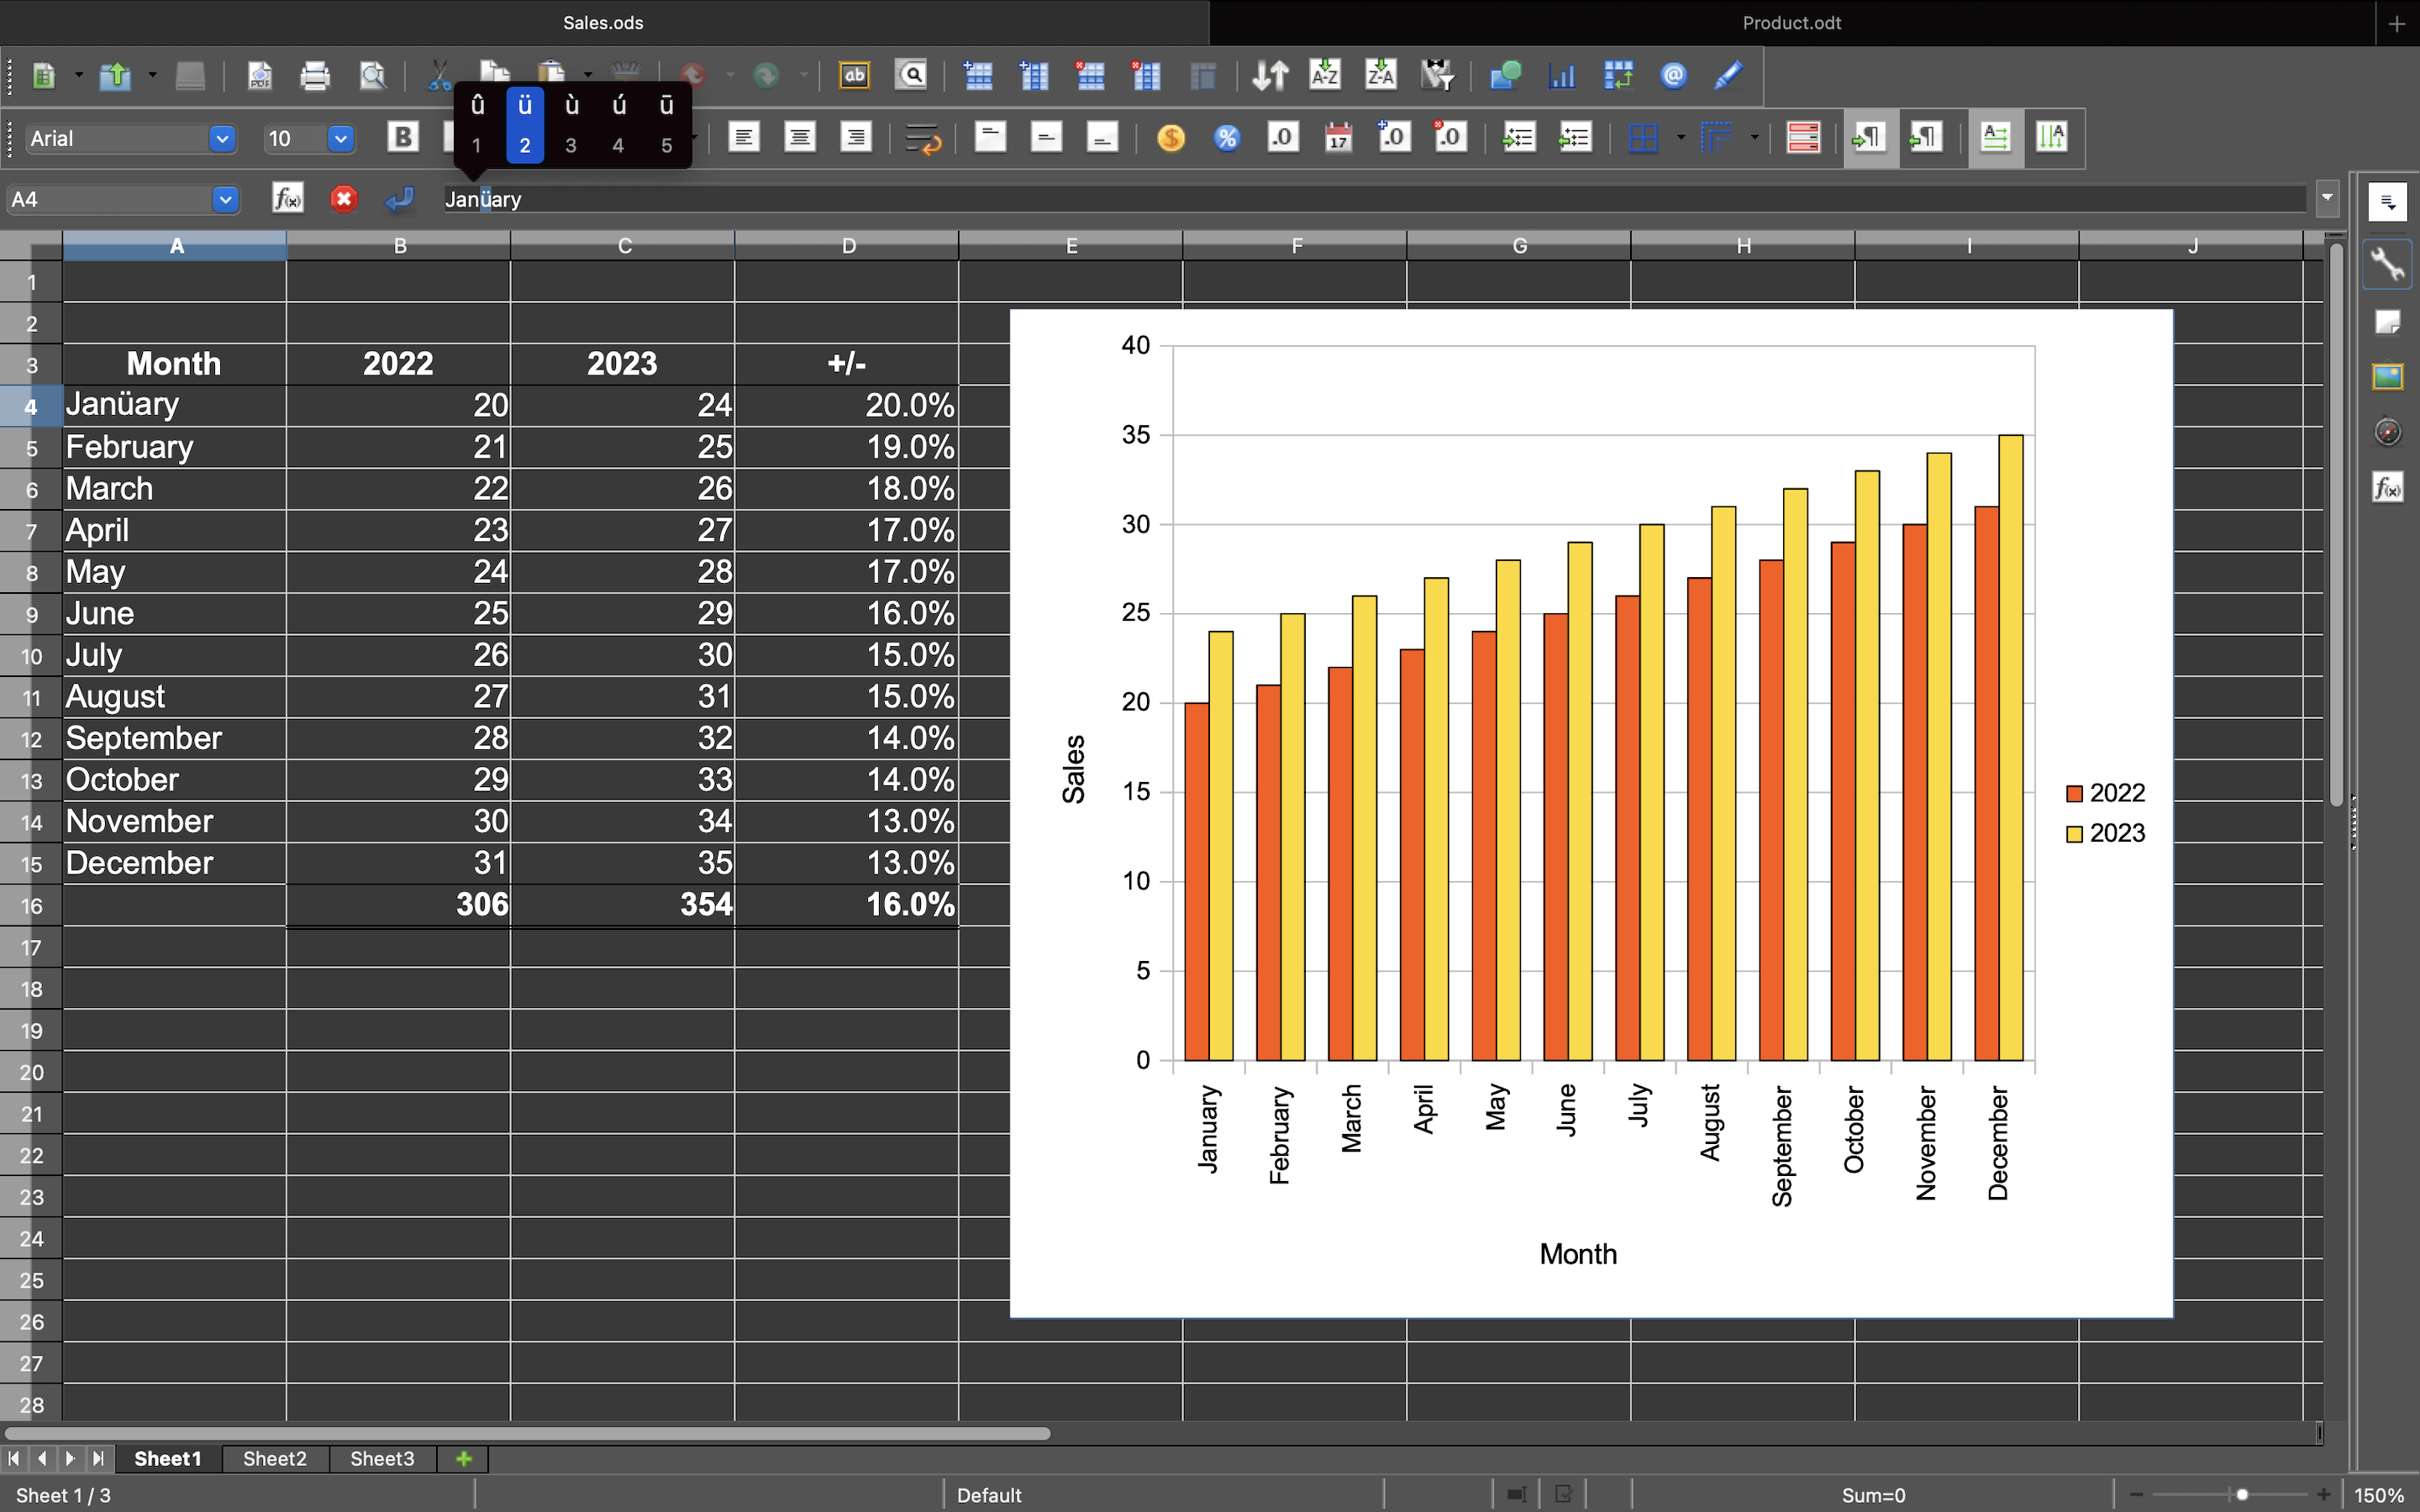 Sales.ods Product.odt +
PDF ab A-Z Z-A @
û ü ù ú ū
1 2 3 4 5
Arial 10 B $ % .0 17 .0 .0 A A
A4 f(x) Janüary
A B C D E F G H I J
1
2
3 Month 2022 2023 +/-
4 Janüary 20 24 20.0%
5 February 21 25 19.0%
6 March 22 26 18.0%
7 April 23 27 17.0%
8 May 24 28 17.0%
9 June 25 29 16.0%
10 July 26 30 15.0%
11 August 27 31 15.0%
12 September 28 32 14.0%
13 October 29 33 14.0%
14 November 30 34 13.0%
15 December 31 35 13.0%
16 306 354 16.0%
17
18
19
20
21
22
23
24
25
26
27
28
40
35
30
25
20
15
10
5
0
Sales
January February March April May June July August September October November December
Month
2022
2023
f(x)
Sheet1 Sheet2 Sheet3 +
Sheet 1 / 3 Default Sum=0 150%